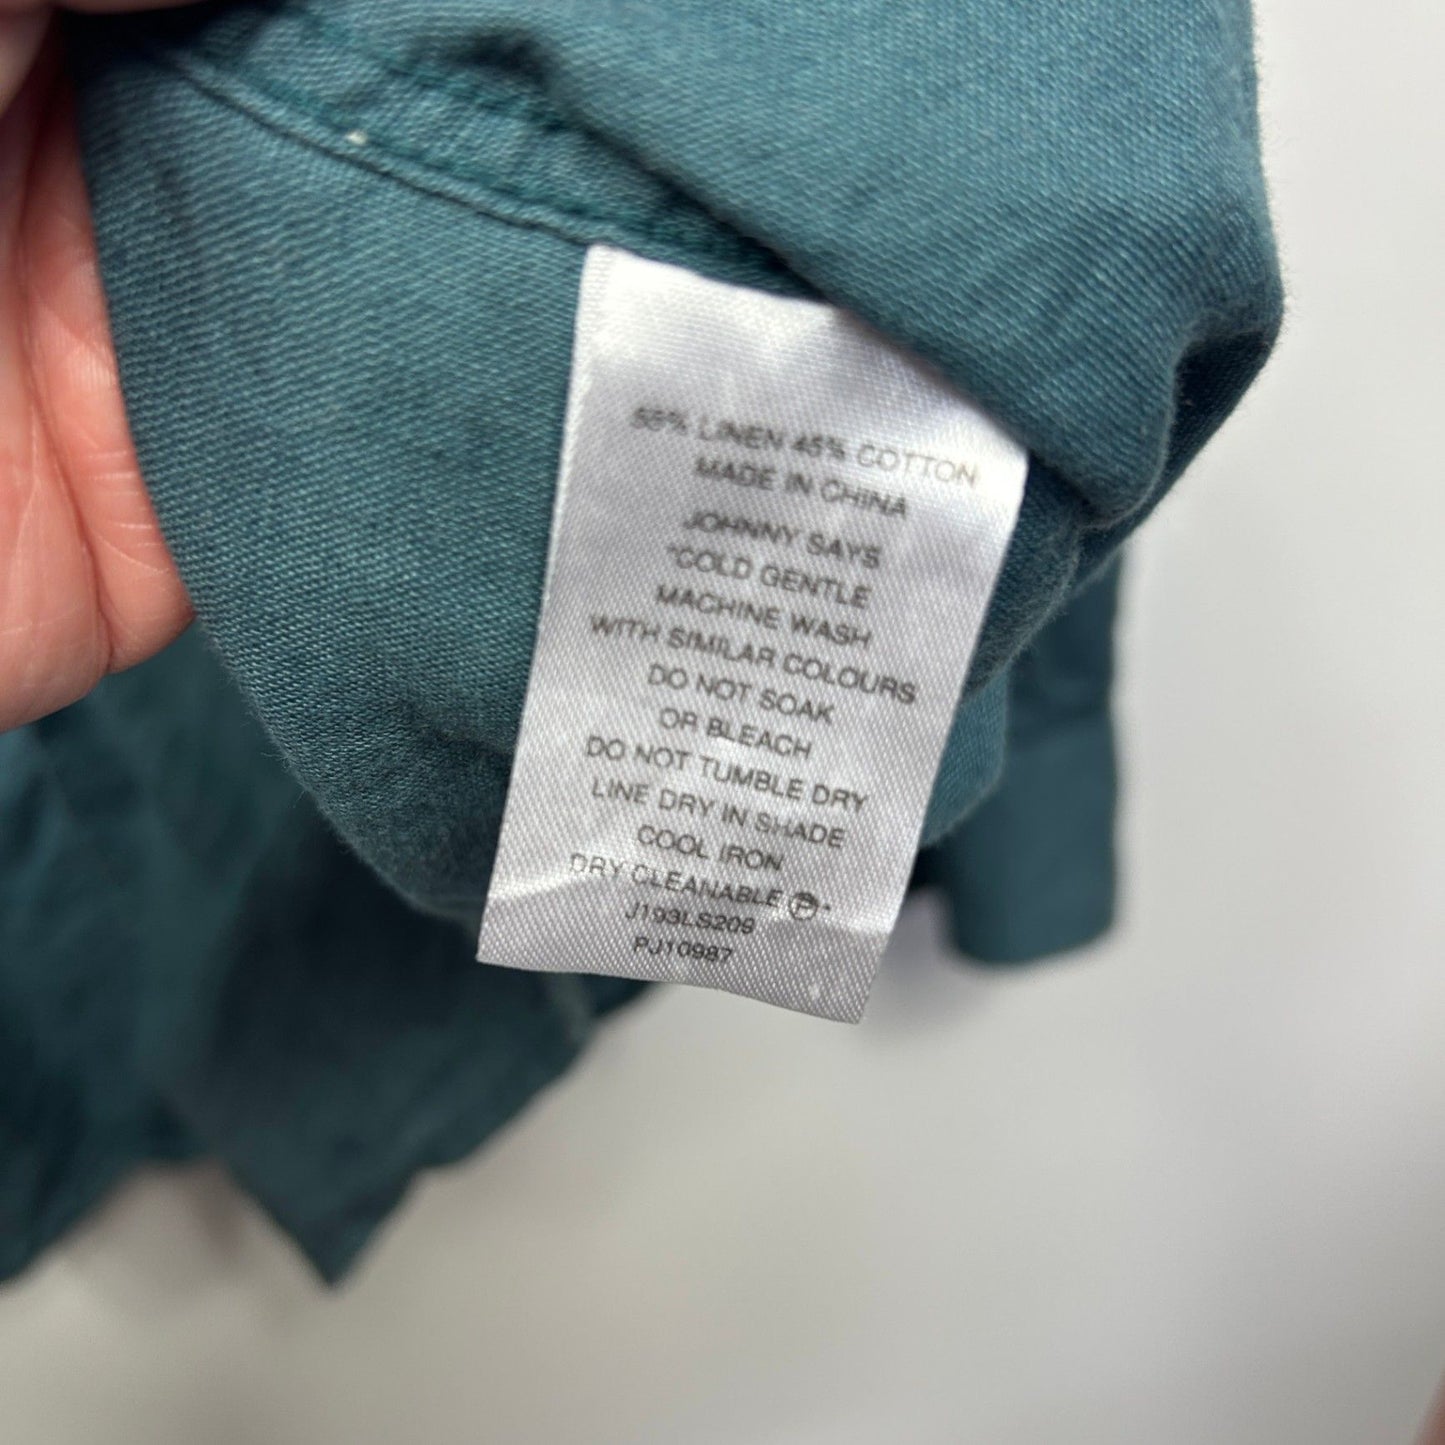 55% LINEN 45% COTTON
MADE IN CHINA
JOHNNY SAYS
"COLD GENTLE
MACHINE WASH
WITH SIMILAR COLOURS
DO NOT SOAK
OR BLEACH
DO NOT TUMBLE DRY
LINE DRY IN SHADE
COOL IRON
DRY CLEANABLE Ⓟ"
J193LS209
PJ10987